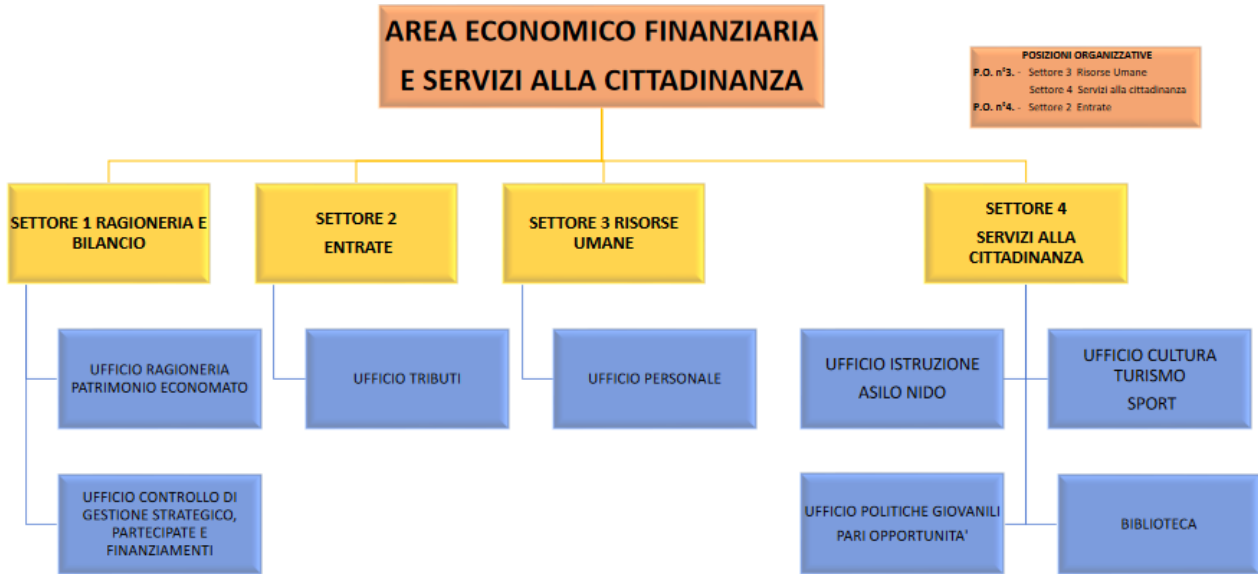 AREA ECONOMICO FINANZIARIA
E SERVIZI ALLA CITTADINANZA
POSIZIONI ORGANIZZATIVE
P.O. n°3. - Settore 3 Risorse Umane
Settore 4 Servizi alla cittadinanza
P.O. n°4. - Settore 2 Entrate
SETTORE 1 RAGIONERIA E
BILANCIO
SETTORE 2
ENTRATE
SETTORE 3 RISORSE
UMANE
SETTORE 4
SERVIZI ALLA
CITTADINANZA
UFFICIO RAGIONERIA
PATRIMONIO ECONOMATO
UFFICIO TRIBUTI
UFFICIO PERSONALE
UFFICIO ISTRUZIONE
ASILO NIDO
UFFICIO CULTURA
TURISMO
SPORT
UFFICIO CONTROLLO DI
GESTIONE STRATEGICO,
PARTECIPATE E
FINANZIAMENTI
UFFICIO POLITICHE GIOVANILI
PARI OPPORTUNITA'
BIBLIOTECA